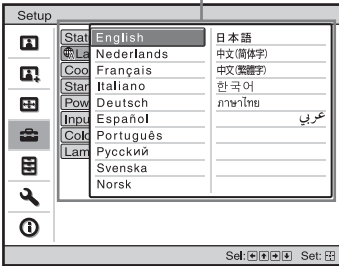 Setup
Stat
La
Coo
Star
Pow
Inpu
Colo
Lam
English
Nederlands
Français
Italiano
Deutsch
Español
Português
Русский
Svenska
Norsk
日本語
中文(简体字)
中文(繁體字)
한국어
ภาษาไทย
عربي
Sel: Set: